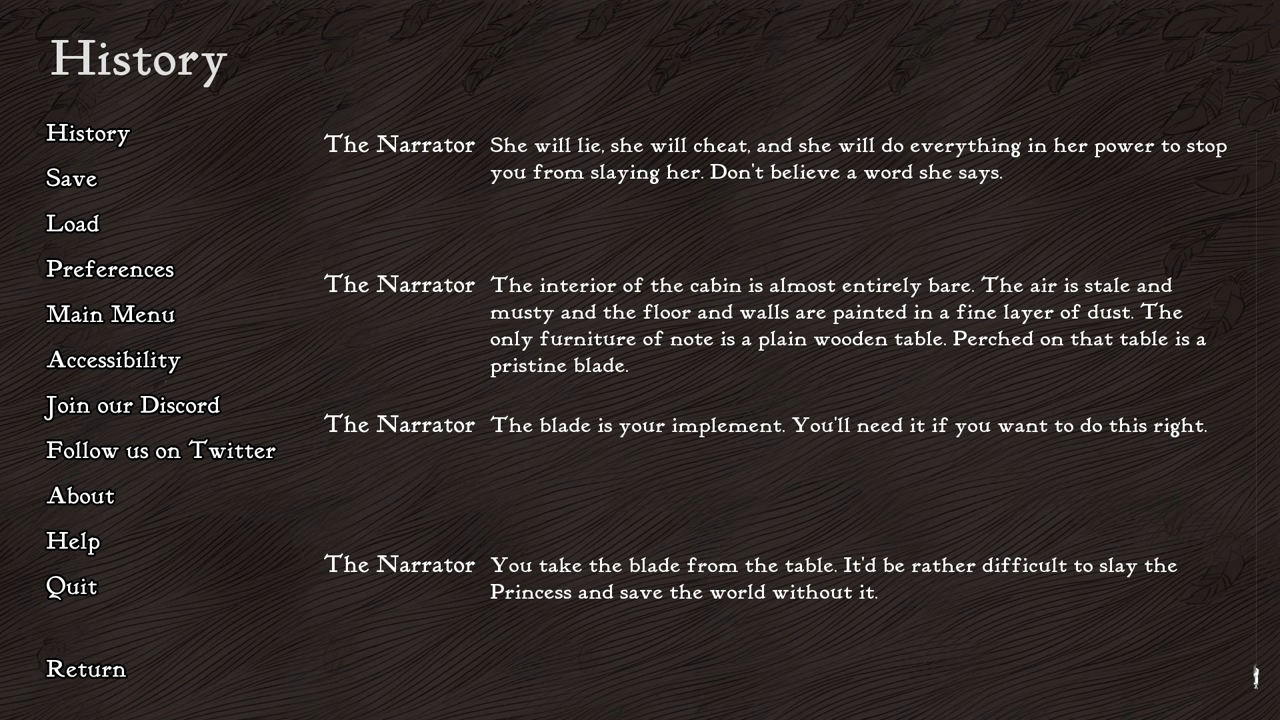 History
History
Save
Load
Preferences
Main Menu
Accessibility
Join our Discord
Follow us on Twitter
About
Help
Quit
Return
The Narrator
She will lie, she will cheat, and she will do everything in her power to stop
you from slaying her. Don't believe a word she says.
The Narrator
The interior of the cabin is almost entirely bare. The air is stale and
musty and the floor and walls are painted in a fine layer of dust. The
only furniture of note is a plain wooden table. Perched on that table is a
pristine blade.
The Narrator
The blade is your implement. You'll need it if you want to do this right.
The Narrator
You take the blade from the table. It'd be rather difficult to slay the
Princess and save the world without it.